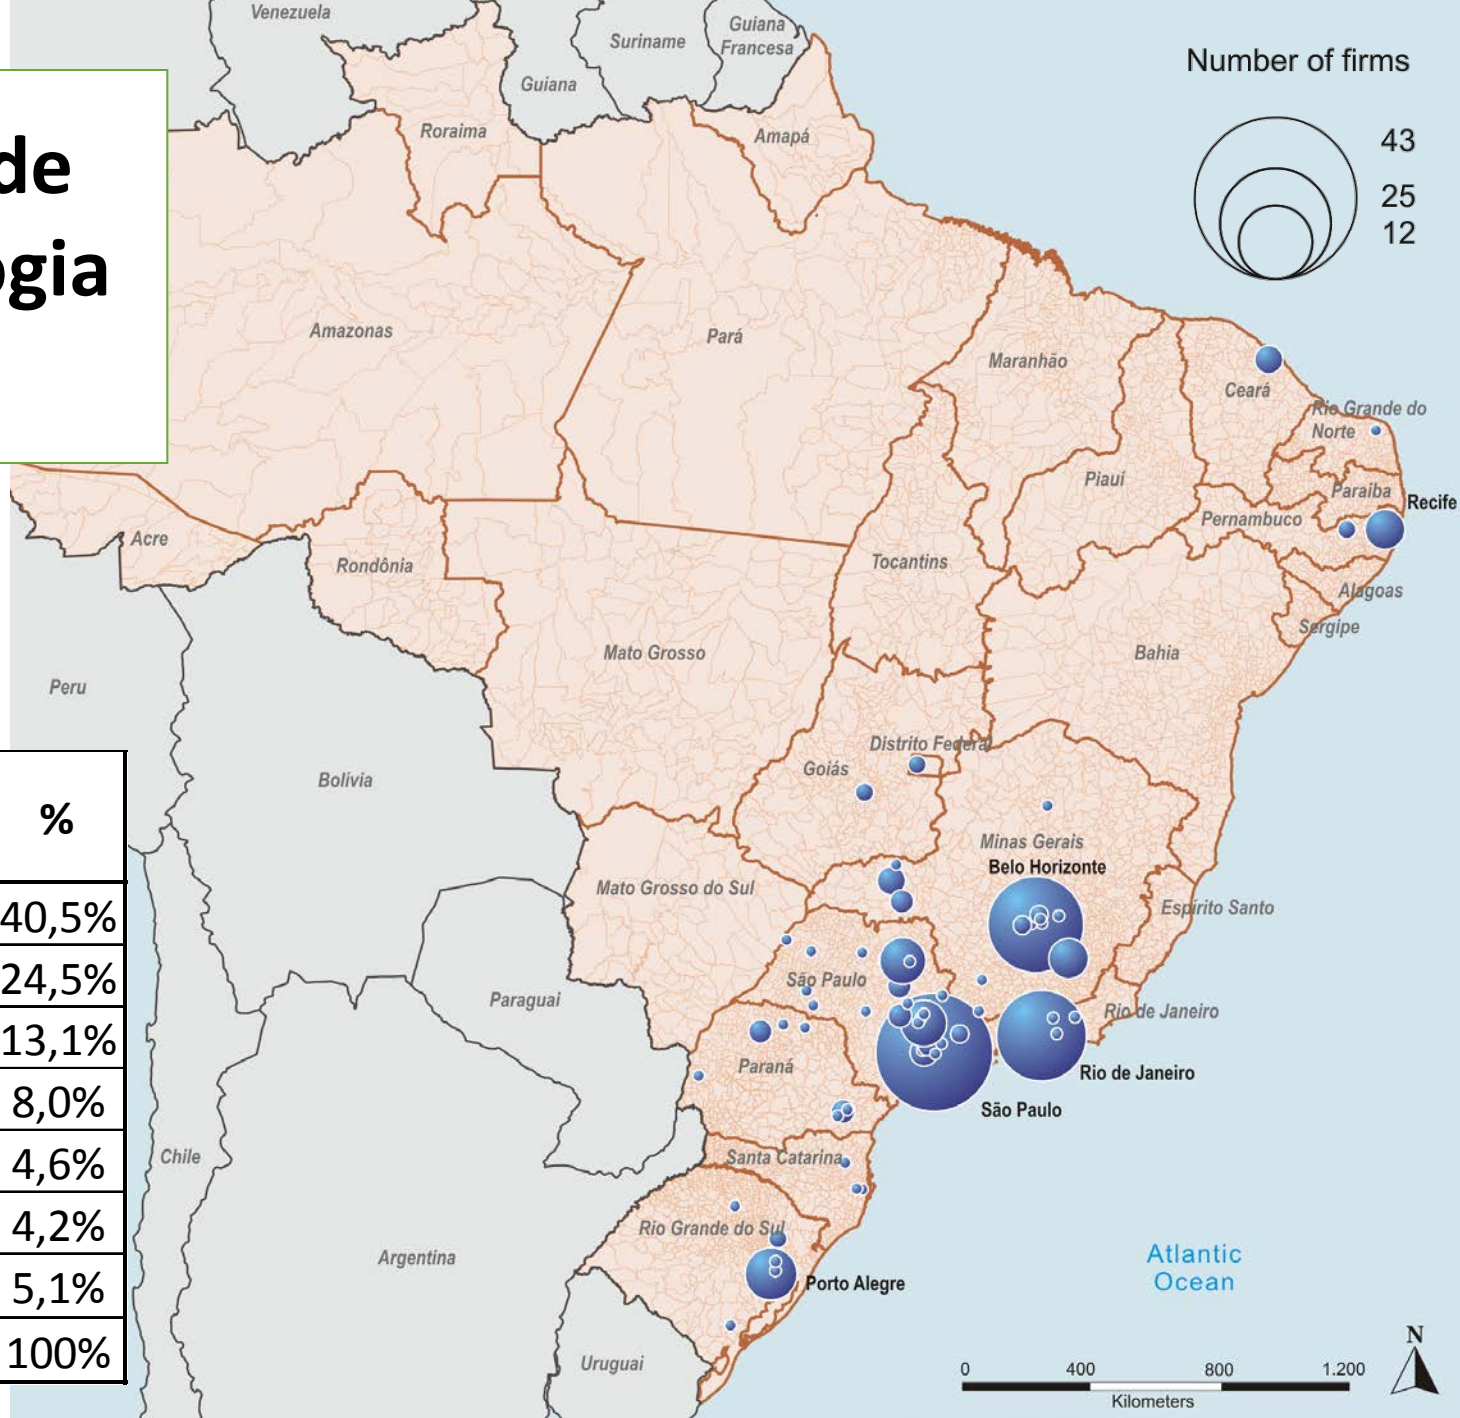 Venezuela
Suriname
Guiana
Francesa
Guiana
Number of firms
43
25
12
de
ogia
Roraima
Amapá
Amazonas
Pará
Maranhão
Ceará
Rio Grande do
Norte
Piauí
Paraíba
Recife
Pernambuco
Acre
Rondônia
Tocantins
Alagoas
Sergipe
Mato Grosso
Bahia
Peru
Distrito Federal
Goiás
Bolívia
Minas Gerais
Belo Horizonte
Mato Grosso do Sul
Espírito Santo
São Paulo
Paraguai
Rio de Janeiro
Paraná
Rio de Janeiro
São Paulo
Chile
Santa Catarina
Rio Grande do Sul
Argentina
Porto Alegre
Uruguai
Atlantic
Ocean
%
40,5%
24,5%
13,1%
8,0%
4,6%
4,2%
5,1%
100%
N
0 400 800 1.200
Kilometers